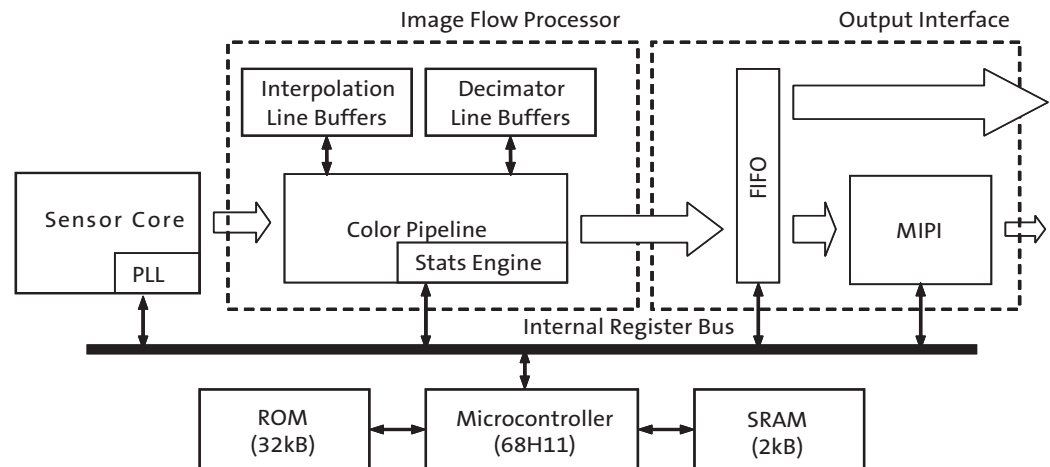 Image Flow Processor
Output Interface
Interpolation
Line Buffers
Decimator
Line Buffers
Sensor Core
PLL
Color Pipeline
Stats Engine
FIFO
MIPI
Internal Register Bus
ROM
(32kB)
Microcontroller
(68H11)
SRAM
(2kB)